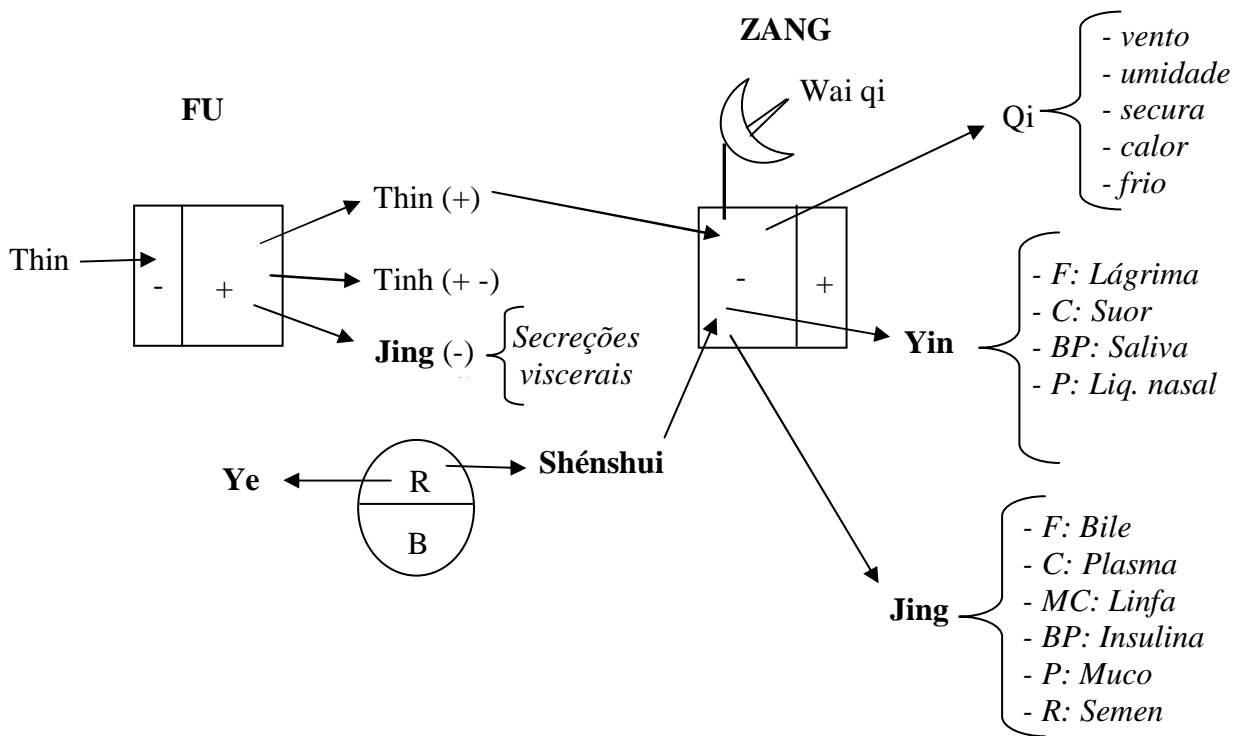 ZANG
FU
Wai qi
Qi
- vento
- umidade
- secura
- calor
- frio
Thin
- +
Thin (+)
Tinh (+ -)
Jing (-)
Secreções
viscerais
- +
Yin
- F: Lágrima
- C: Suor
- BP: Saliva
- P: Liq. nasal
Ye
R
B
Shénshui
Jing
- F: Bile
- C: Plasma
- MC: Linfa
- BP: Insulina
- P: Muco
- R: Semen